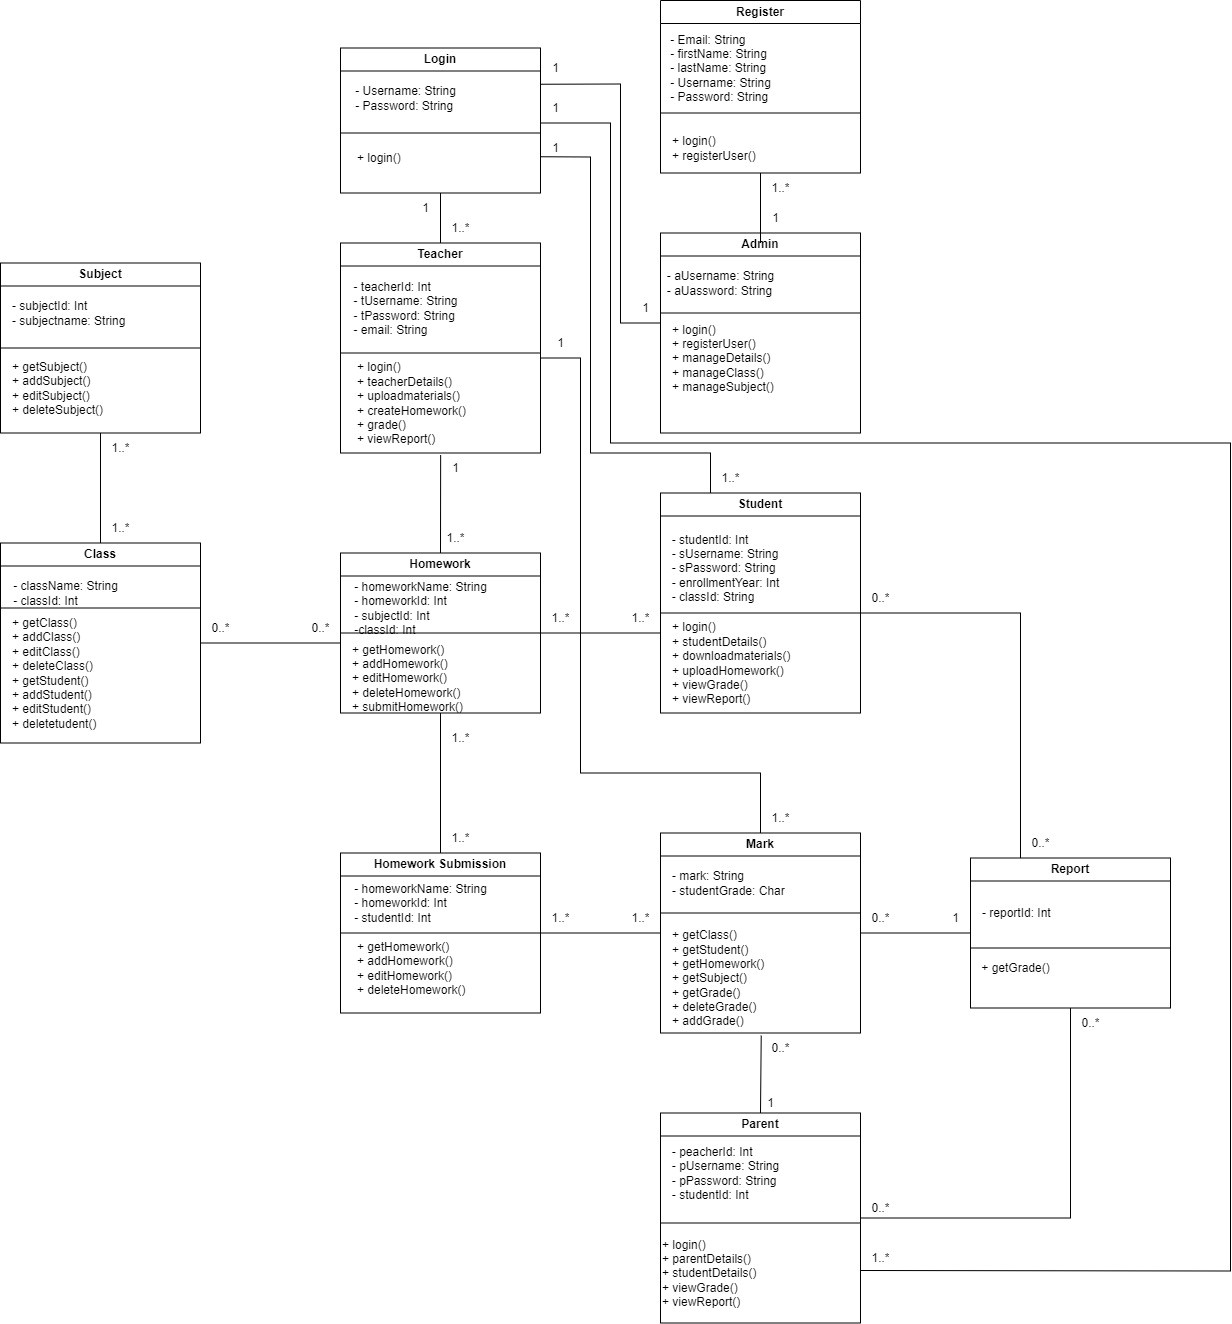 Register
- Email: String
- firstName: String
- lastName: String
- Username: String
- Password: String
+ login()
+ registerUser()
1..*
1
Login
- Username: String
- Password: String
+ login()
1
1
1
1
1..*
Admin
- aUsername: String
- aUassword: String
+ login()
+ registerUser()
+ manageDetails()
+ manageClass()
+ manageSubject()
1
Teacher
- teacherId: Int
- tUsername: String
- tPassword: String
- email: String
+ login()
+ teacherDetails()
+ uploadmaterials()
+ createHomework()
+ grade()
+ viewReport()
1
1
1..*
Subject
- subjectId: Int
- subjectname: String
+ getSubject()
+ addSubject()
+ editSubject()
+ deleteSubject()
1..*
1..*
Class
- className: String
- classId: Int
+ getClass()
+ addClass()
+ editClass()
+ deleteClass()
+ getStudent()
+ addStudent()
+ editStudent()
+ deletetudent()
0..*
0..*
Homework
- homeworkName: String
- homeworkId: Int
- subjectId: Int
-classId: Int
+ getHomework()
+ addHomework()
+ editHomework()
+ deleteHomework()
+ submitHomework()
1..*
1..*
1..*
1..*
1..*
Student
- studentId: Int
- sUsername: String
- sPassword: String
- enrollmentYear: Int
- classId: String
+ login()
+ studentDetails()
+ downloadmaterials()
+ uploadHomework()
+ viewGrade()
+ viewReport()
0..*
0..*
Homework Submission
- homeworkName: String
- homeworkId: Int
- studentId: Int
+ getHomework()
+ addHomework()
+ editHomework()
+ deleteHomework()
1..*
1..*
1..*
Mark
- mark: String
- studentGrade: Char
+ getClass()
+ getStudent()
+ getHomework()
+ getSubject()
+ getGrade()
+ deleteGrade()
+ addGrade()
0..*
1
Report
- reportId: Int
+ getGrade()
0..*
0..*
1
Parent
- peacherId: Int
- pUsername: String
- pPassword: String
- studentId: Int
+ login()
+ parentDetails()
+ studentDetails()
+ viewGrade()
+ viewReport()
0..*
1..*